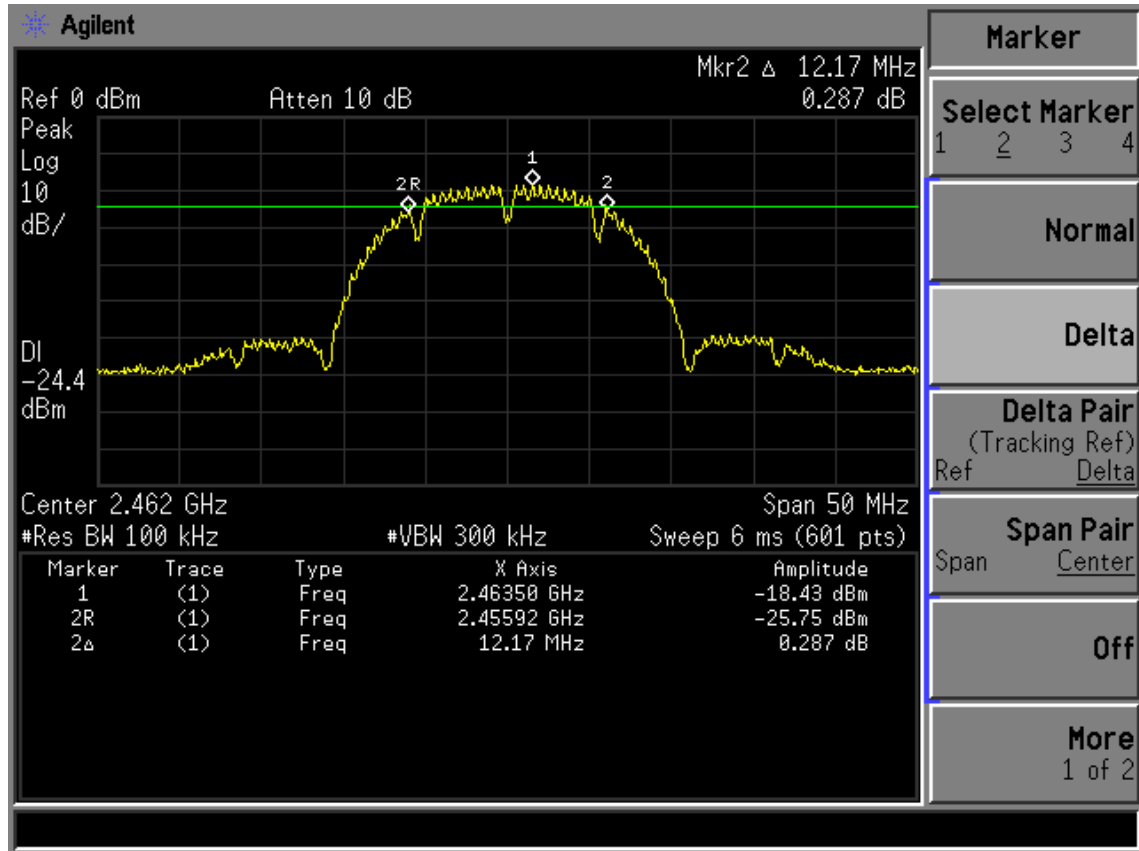 Agilent
Mkr2 Δ 12.17 MHz
Ref 0 dBm Atten 10 dB 0.287 dB
Peak
Log
10
dB/
1
2R
2
DI
-24.4
dBm
Center 2.462 GHz Span 50 MHz
#Res BW 100 kHz #VBW 300 kHz Sweep 6 ms (601 pts)
Marker Trace Type X Axis Amplitude
1 (1) Freq 2.46350 GHz -18.43 dBm
2R (1) Freq 2.45592 GHz -25.75 dBm
2Δ (1) Freq 12.17 MHz 0.287 dB
Marker
Select Marker
1 2 3 4
Normal
Delta
Delta Pair
(Tracking Ref)
Ref Delta
Span Pair
Span Center
Off
More
1 of 2